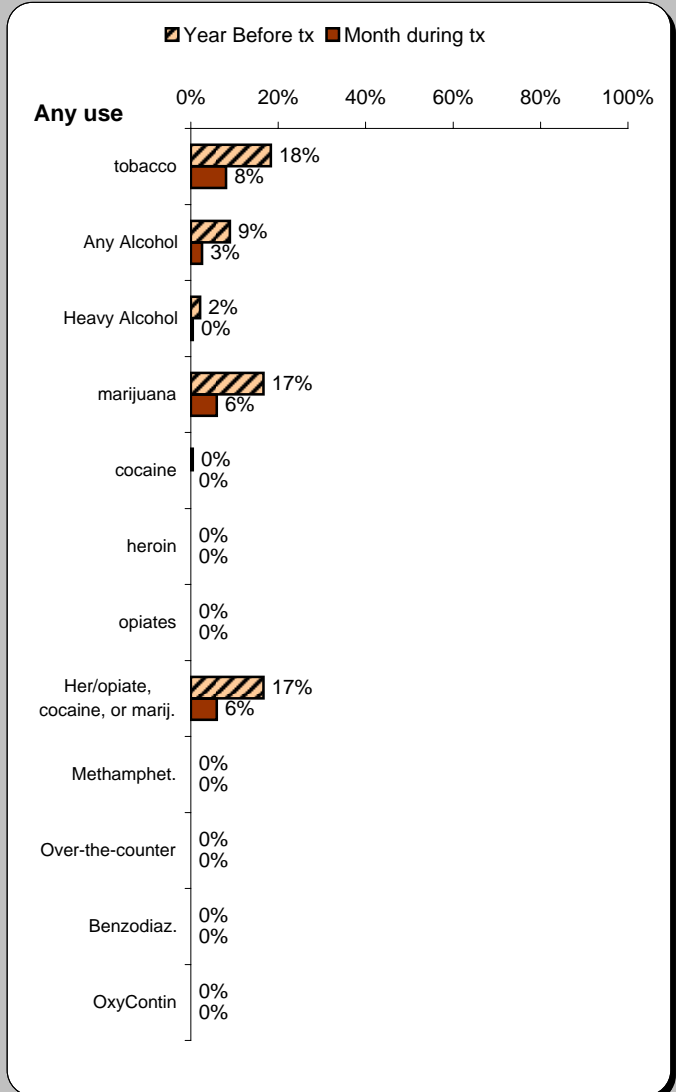 Year Before tx Month during tx
Any use 0% 20% 40% 60% 80% 100%
tobacco 18%
8%
Any Alcohol 9%
3%
Heavy Alcohol 2%
0%
marijuana 17%
6%
cocaine 0%
0%
heroin 0%
0%
opiates 0%
0%
Her/opiate, 17%
cocaine, or marij. 6%
Methamphet. 0%
0%
Over-the-counter 0%
0%
Benzodiaz. 0%
0%
OxyContin 0%
0%